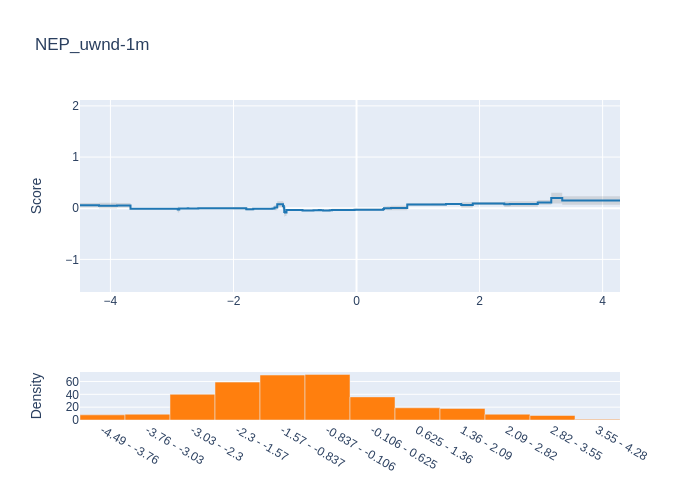 NEP_uwnd-1m
2
1
0
−1
Score
−4
−2
0
2
4
60
40
20
0
Density
-4.49 - -3.76
-3.76 - -3.03
-3.03 - -2.3
-2.3 - -1.57
-1.57 - -0.837
-0.837 - -0.106
-0.106 - 0.625
0.625 - 1.36
1.36 - 2.09
2.09 - 2.82
2.82 - 3.55
3.55 - 4.28